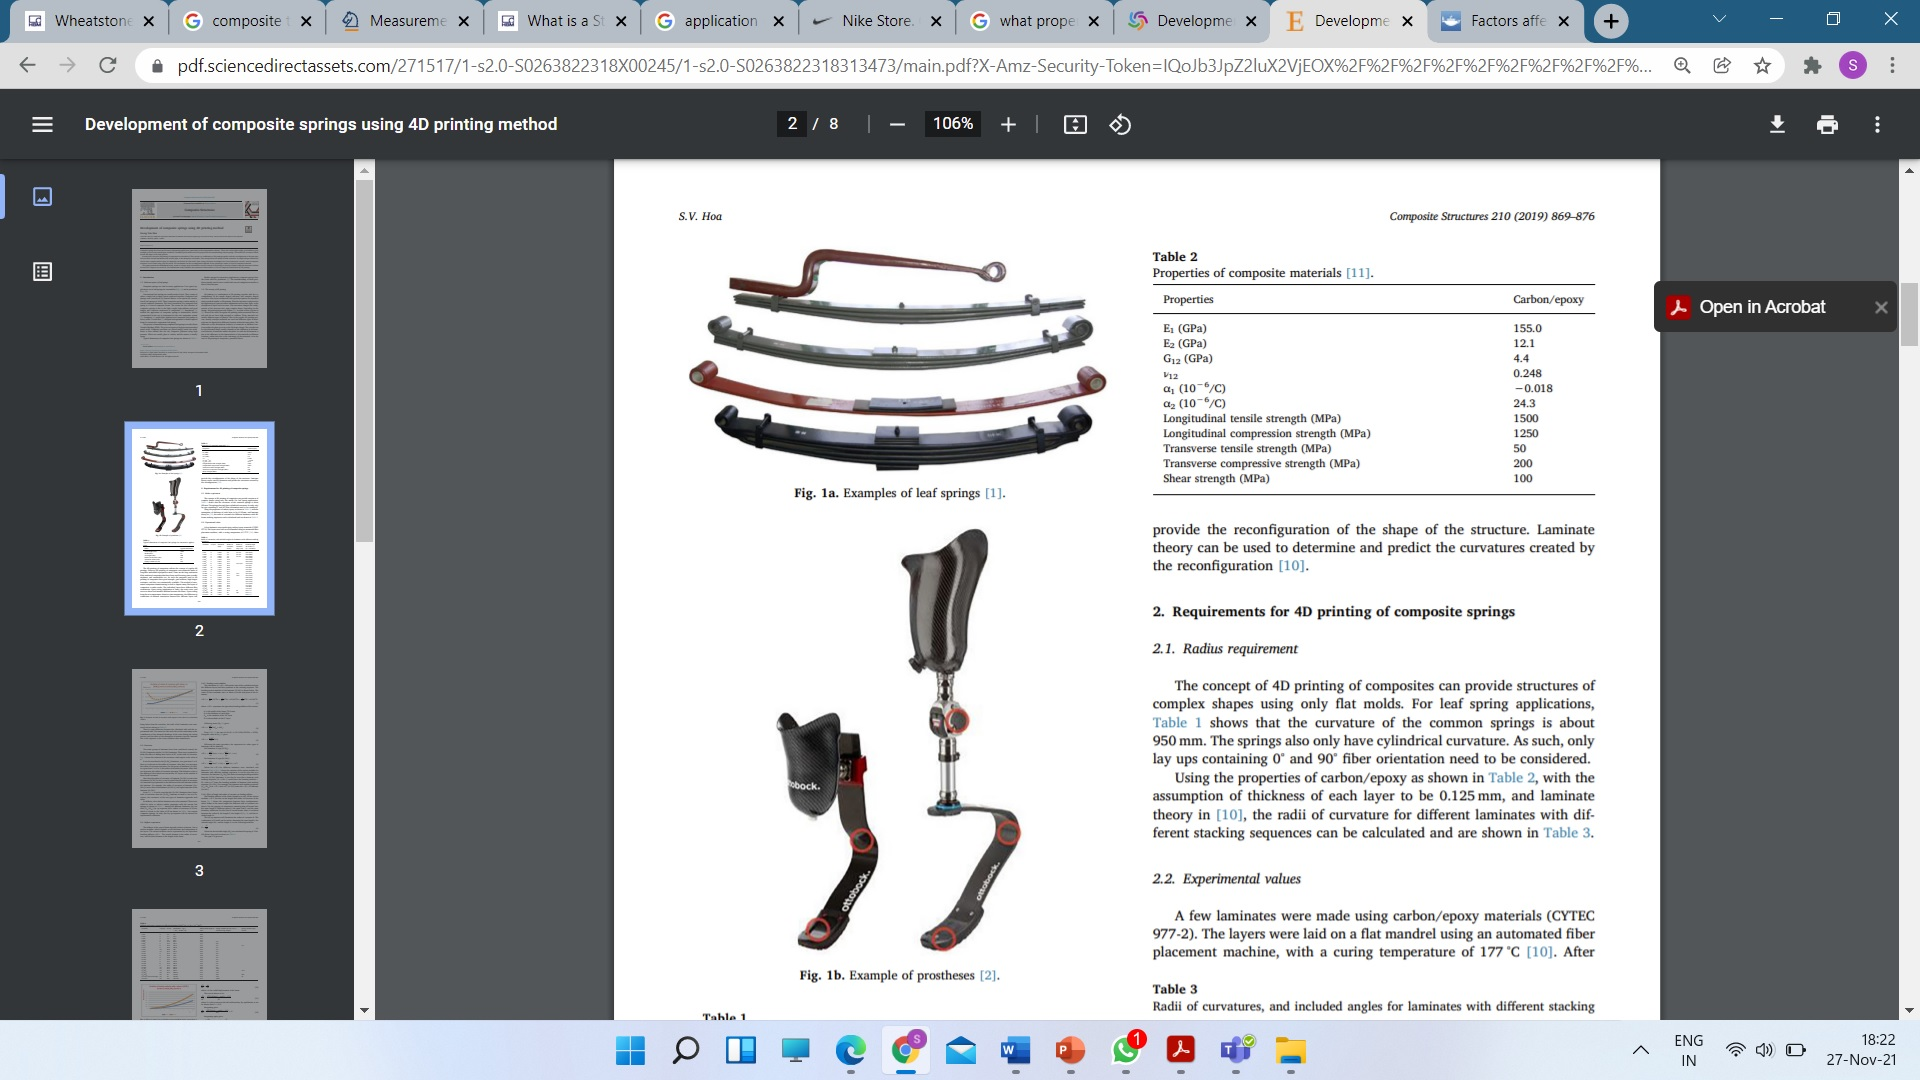 Wheatstone
composite t
Measureme
What is a St
application
Nike Store.
what prope
Developme
Developme
Factors affe
pdf.sciencedirectassets.com/271517/1-s2.0-S0263822318X00245/1-s2.0-S0263822318313473/main.pdf?X-Amz-Security-Token=IQoJb3JpZ2luX2VjEOX%2F%2F%2F%2F%2F%2F%2F%2F%2F%...
S
Development of composite springs using 4D printing method
2 / 8
106%
1
2
3
Open in Acrobat
S.V. Hoa
Composite Structures 210 (2019) 869–876
Fig. 1a. Examples of leaf springs [1].
ottobock.
ottobock.
Fig. 1b. Example of prostheses [2].
Table 1
Table 2
Properties of composite materials [11].
Properties Carbon/epoxy
E₁ (GPa) 155.0
E₂ (GPa) 12.1
G₁₂ (GPa) 4.4
ν₁₂ 0.248
α₁ (10⁻⁶/C) −0.018
α₂ (10⁻⁶/C) 24.3
Longitudinal tensile strength (MPa) 1500
Longitudinal compression strength (MPa) 1250
Transverse tensile strength (MPa) 50
Transverse compressive strength (MPa) 200
Shear strength (MPa) 100
provide the reconfiguration of the shape of the structure. Laminate
theory can be used to determine and predict the curvatures created by
the reconfiguration [10].
2. Requirements for 4D printing of composite springs
2.1. Radius requirement
The concept of 4D printing of composites can provide structures of
complex shapes using only flat molds. For leaf spring applications,
Table 1 shows that the curvature of the common springs is about
950 mm. The springs also only have cylindrical curvature. As such, only
lay ups containing 0° and 90° fiber orientation need to be considered.
Using the properties of carbon/epoxy as shown in Table 2, with the
assumption of thickness of each layer to be 0.125 mm, and laminate
theory in [10], the radii of curvature for different laminates with dif-
ferent stacking sequences can be calculated and are shown in Table 3.
2.2. Experimental values
A few laminates were made using carbon/epoxy materials (CYTEC
977-2). The layers were laid on a flat mandrel using an automated fiber
placement machine, with a curing temperature of 177 °C [10]. After
Table 3
Radii of curvatures, and included angles for laminates with different stacking
1
ENG
IN
18:22
27-Nov-21